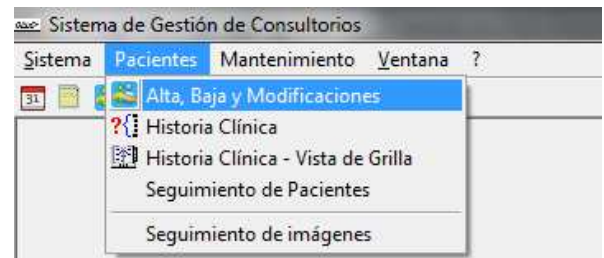 Sistema de Gestión de Consultorios
Sistema Pacientes Mantenimiento Ventana ?
31
Alta, Baja y Modificaciones
Historia Clínica
Historia Clínica - Vista de Grilla
Seguimiento de Pacientes
Seguimiento de imágenes